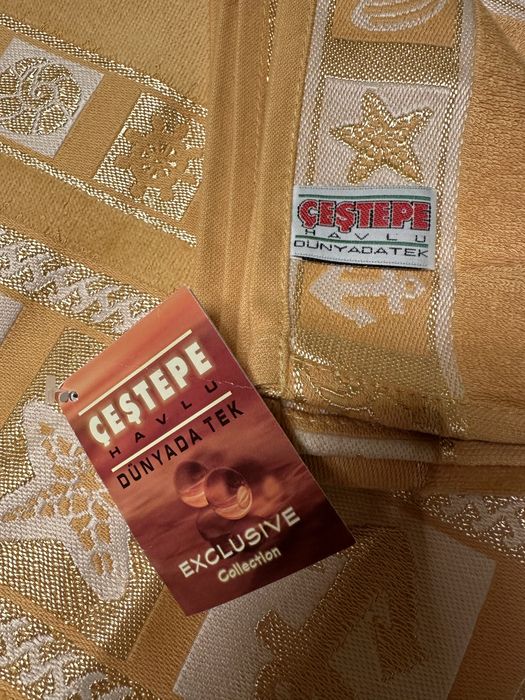 ÇEŞTEPE
HAVLU
DÜNYADATEK
ÇEŞTEPE
HAVLU
DÜNYADA TEK
EXCLUSIVE
Collection